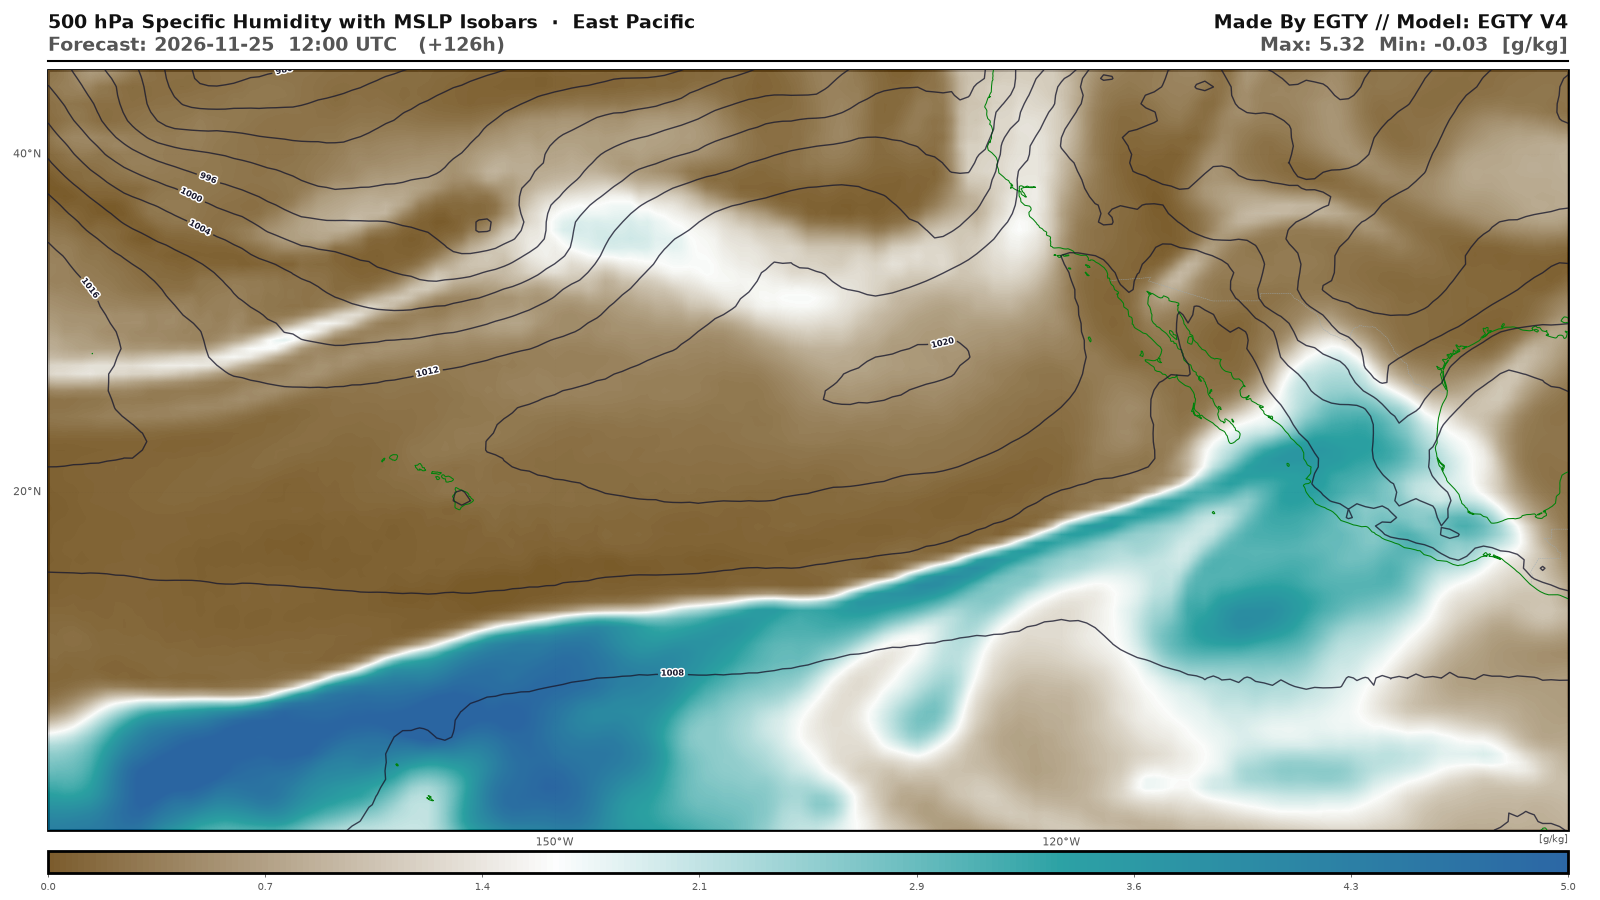 500 hPa Specific Humidity with MSLP Isobars · East Pacific
Made By EGTY // Model: EGTY V4
Forecast: 2026-11-25 12:00 UTC (+126h)
Max: 5.32 Min: -0.03 [g/kg]
40°N
996
1000
1004
1016
1020
1012
20°N
1008
150°W
120°W
[g/kg]
0.0
0.7
1.4
2.1
2.9
3.6
4.3
5.0